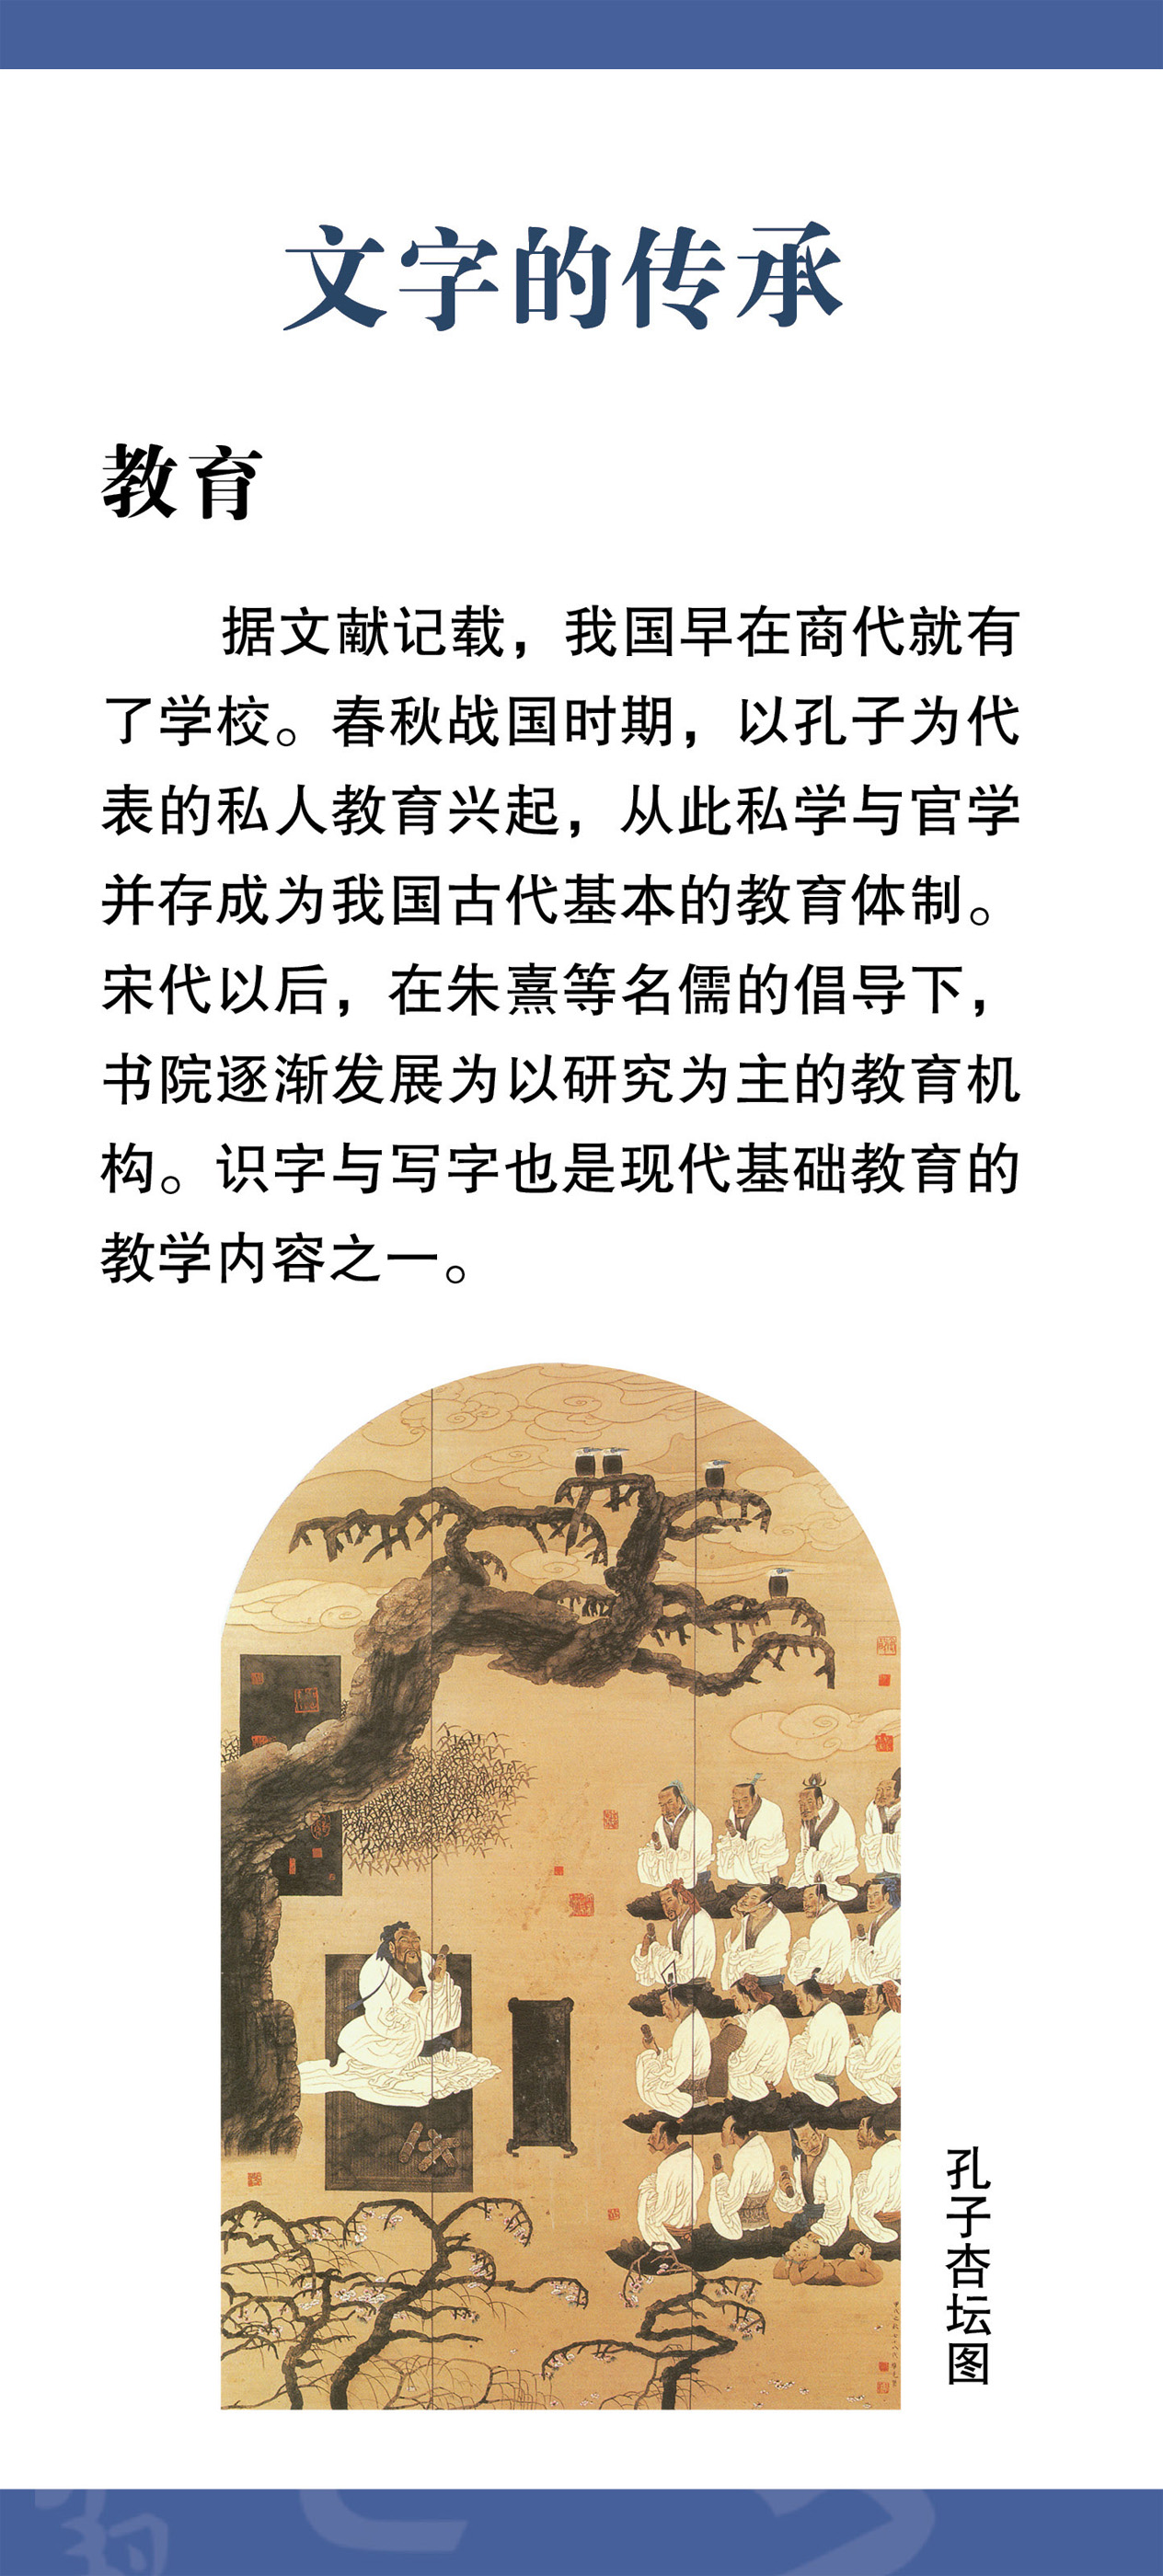 文字的传承
教育
据文献记载，我国早在商代就有
了学校。春秋战国时期，以孔子为代
表的私人教育兴起，从此私学与官学
并存成为我国古代基本的教育体制。
宋代以后，在朱熹等名儒的倡导下，
书院逐渐发展为以研究为主的教育机
构。识字与写字也是现代基础教育的
教学内容之一。
孔子杏坛图